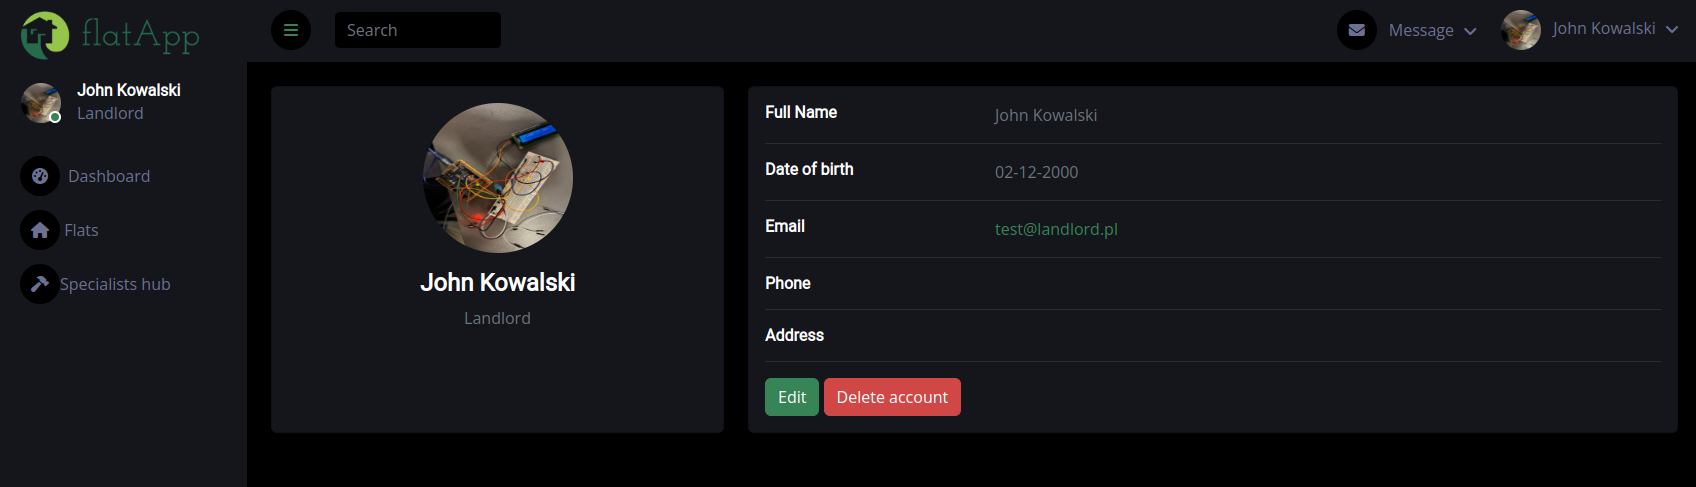 flatApp
Search
Message
John Kowalski
John Kowalski
Landlord
Dashboard
Flats
Specialists hub
John Kowalski
Landlord
Full Name John Kowalski
Date of birth 02-12-2000
Email test@landlord.pl
Phone
Address
Edit Delete account